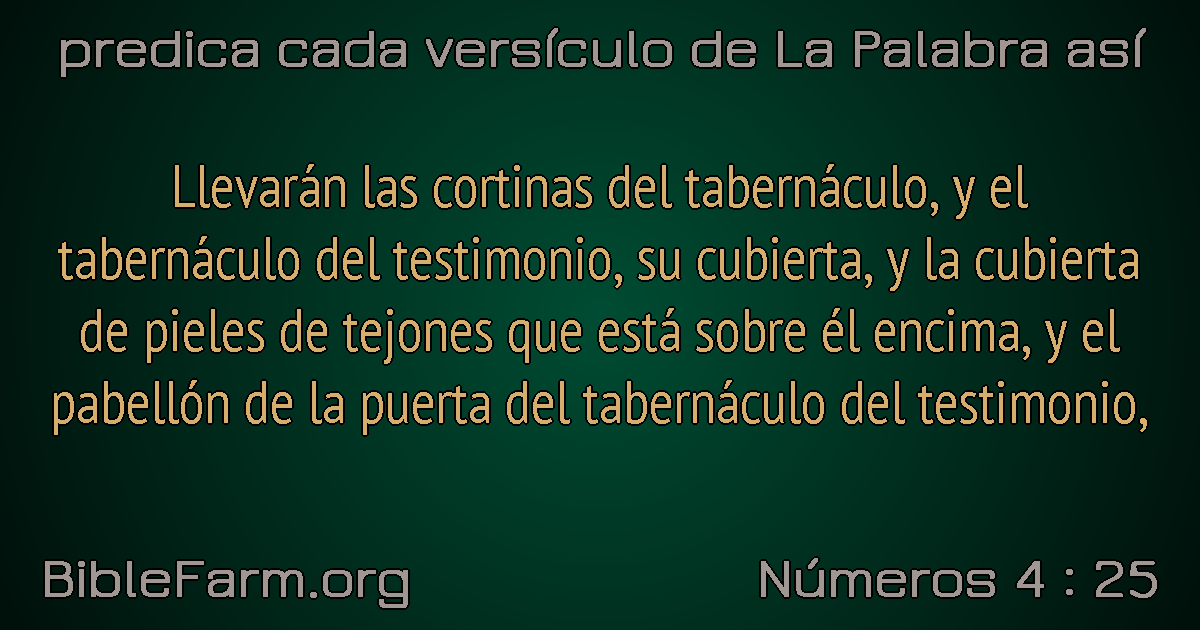 predica cada versículo de La Palabra así
Llevarán las cortinas del tabernáculo, y el
tabernáculo del testimonio, su cubierta, y la cubierta
de pieles de tejones que está sobre él encima, y el
pabellón de la puerta del tabernáculo del testimonio,
BibleFarm.org
Números 4 : 25